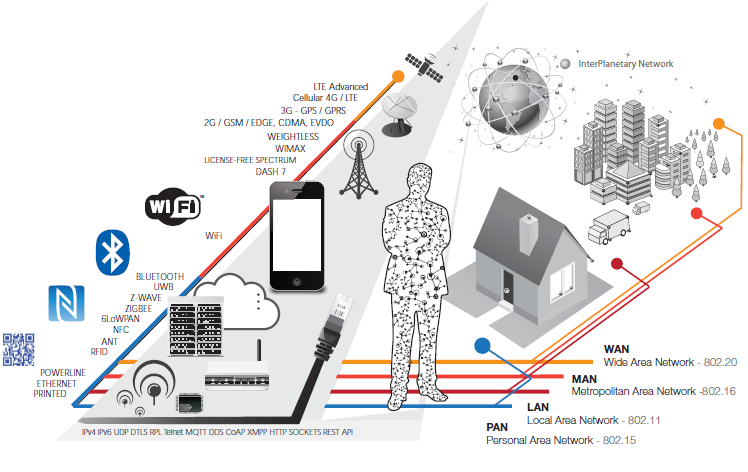 InterPlanetary Network
LTE Advanced
Cellular 4G / LTE
3G - GPS / GPRS
2G / GSM / EDGE, CDMA, EVDO
WEIGHTLESS
WIMAX
LICENSE-FREE SPECTRUM
DASH 7
Wi Fi
TM
WiFi
BLUETOOTH
UWB
Z-WAVE
ZIGBEE
6LoWPAN
NFC
ANT
RFID
POWERLINE
ETHERNET
PRINTED
WAN
Wide Area Network - 802.20
MAN
Metropolitan Area Network -802.16
LAN
Local Area Network - 802.11
PAN
Personal Area Network - 802.15
IPv4 IPv6 UDP DTLS RPL Telnet MQTT DDS CoAP XMPP HTTP SOCKETS REST API